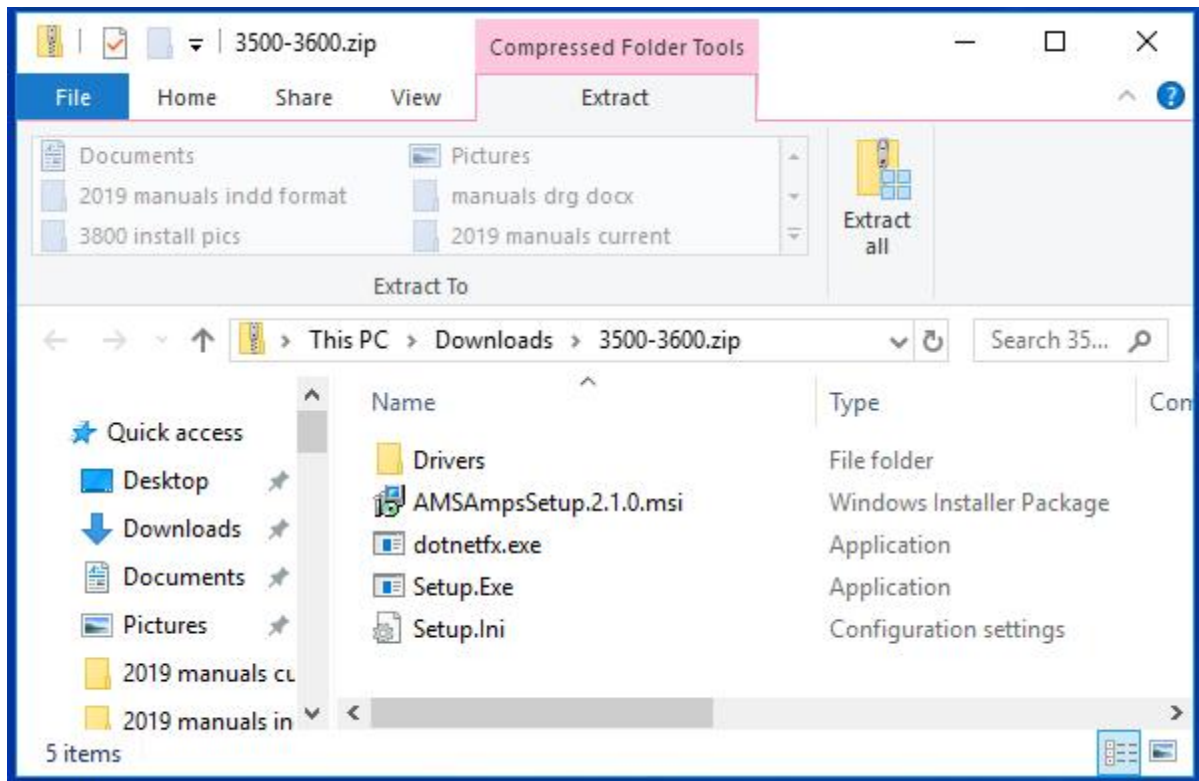 3500-3600.zip
Compressed Folder Tools
File Home Share View Extract
?
Documents Pictures
2019 manuals indd format manuals drg docx
3800 install pics 2019 manuals current
Extract all
Extract To
This PC > Downloads > 3500-3600.zip
Search 35...
Name Type Com
Quick access
Drivers File folder
Desktop
AMSAmpsSetup.2.1.0.msi Windows Installer Package
Downloads
dotnetfx.exe Application
Documents
Setup.Exe Application
Pictures
Setup.Ini Configuration settings
2019 manuals cu
2019 manuals in
5 items